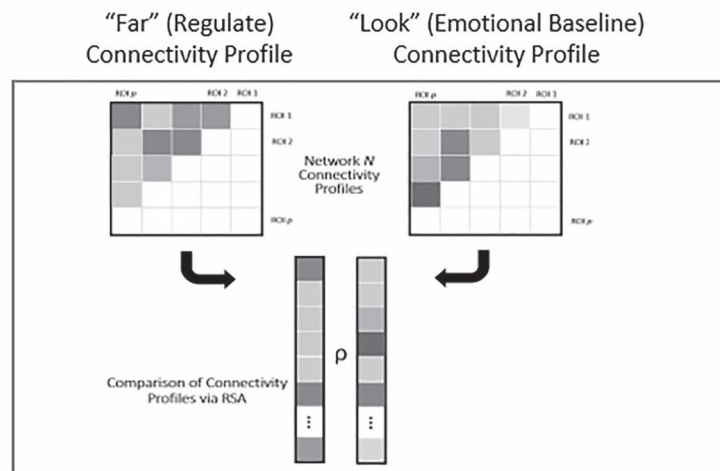 “Far” (Regulate)
Connectivity Profile
“Look” (Emotional Baseline)
Connectivity Profile
ROI p
ROI 2
ROI 1
ROI 1
ROI 2
ROI p
ROI p
ROI 2
ROI 1
ROI 1
ROI 2
ROI p
Network N
Connectivity
Profiles
ρ
Comparison of Connectivity
Profiles via RSA